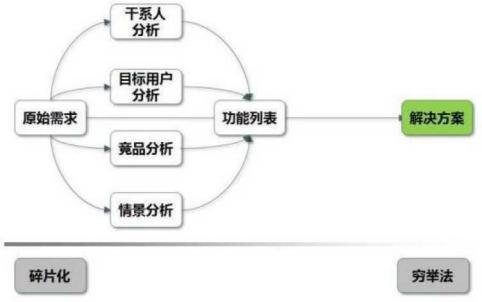 干系人
分析
目标用户
分析
原始需求
功能列表
解决方案
竟品分析
情景分析
碎片化
穷举法